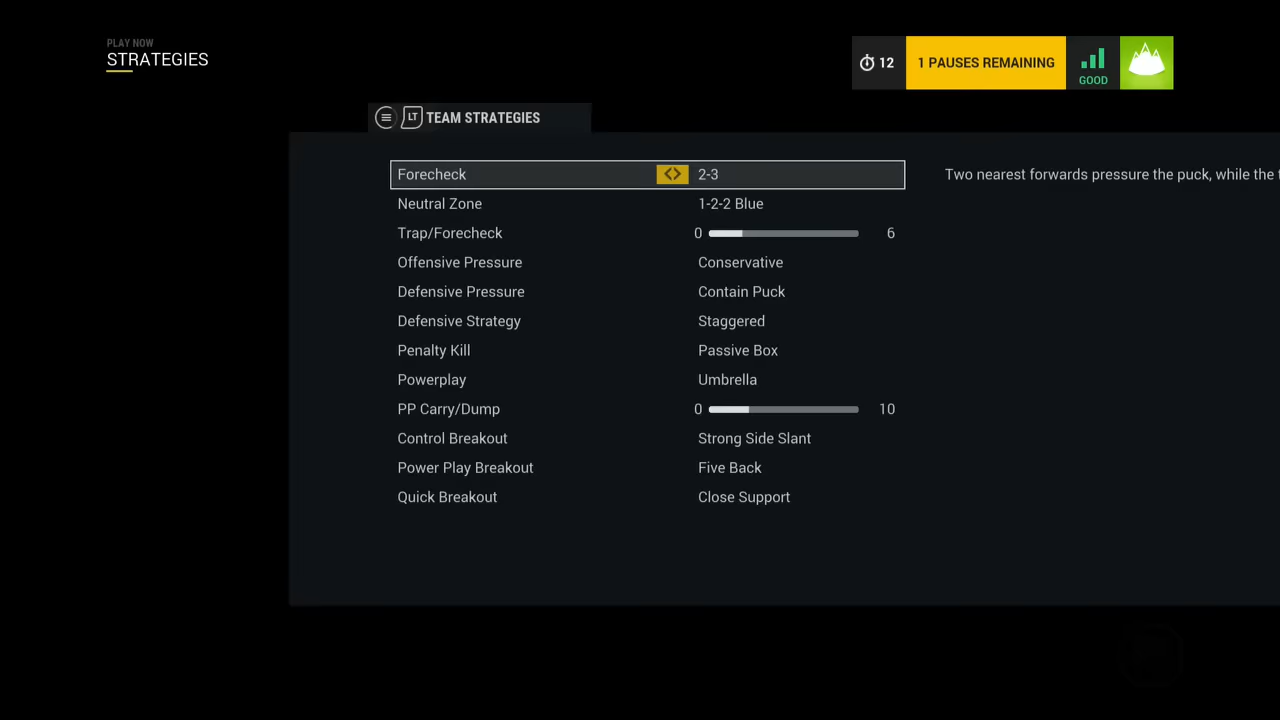 PLAY NOW
STRATEGIES
12
1 PAUSES REMAINING
GOOD
LT TEAM STRATEGIES
Forecheck 2-3
Two nearest forwards pressure the puck, while the
Neutral Zone 1-2-2 Blue
Trap/Forecheck 0 6
Offensive Pressure Conservative
Defensive Pressure Contain Puck
Defensive Strategy Staggered
Penalty Kill Passive Box
Powerplay Umbrella
PP Carry/Dump 0 10
Control Breakout Strong Side Slant
Power Play Breakout Five Back
Quick Breakout Close Support